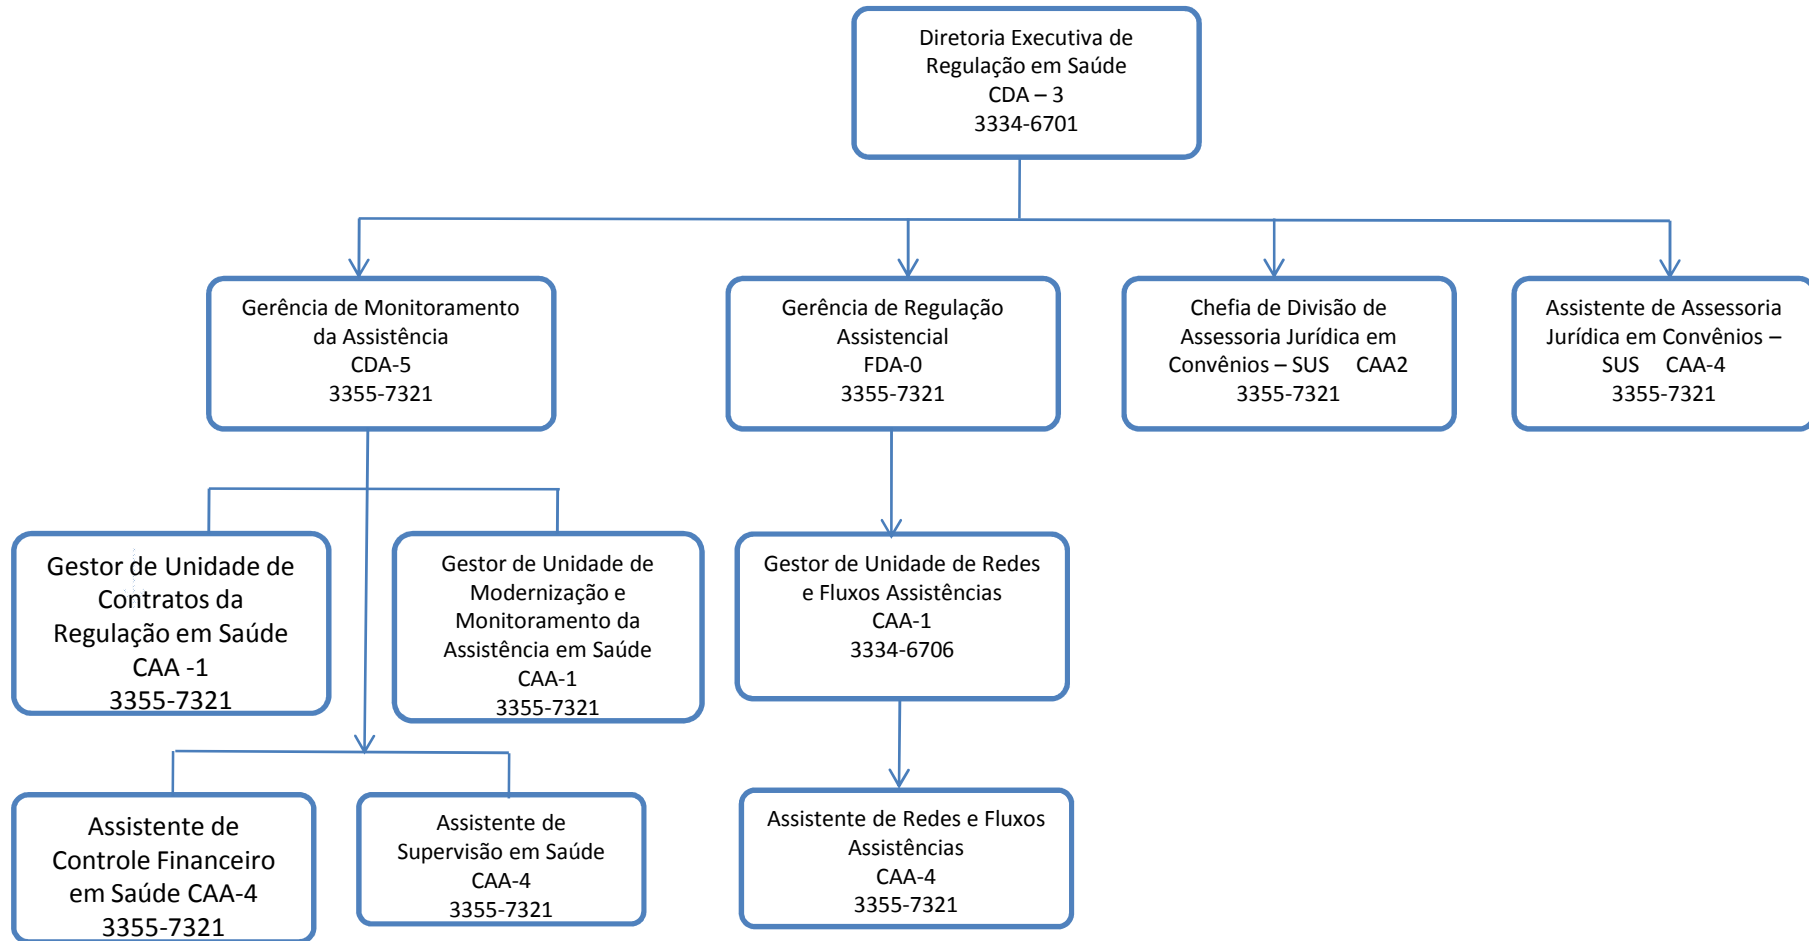 Diretoria Executiva de
Regulação em Saúde
CDA – 3
3334-6701
Gerência de Monitoramento
da Assistência
CDA-5
3355-7321
Gerência de Regulação
Assistencial
FDA-0
3355-7321
Chefia de Divisão de
Assessoria Jurídica em
Convênios – SUS CAA2
3355-7321
Assistente de Assessoria
Jurídica em Convênios –
SUS CAA-4
3355-7321
Gestor de Unidade de
Contratos da
Regulação em Saúde
CAA -1
3355-7321
Gestor de Unidade de
Modernização e
Monitoramento da
Assistência em Saúde
CAA-1
3355-7321
Gestor de Unidade de Redes
e Fluxos Assistências
CAA-1
3334-6706
Assistente de
Controle Financeiro
em Saúde CAA-4
3355-7321
Assistente de
Supervisão em Saúde
CAA-4
3355-7321
Assistente de Redes e Fluxos
Assistências
CAA-4
3355-7321